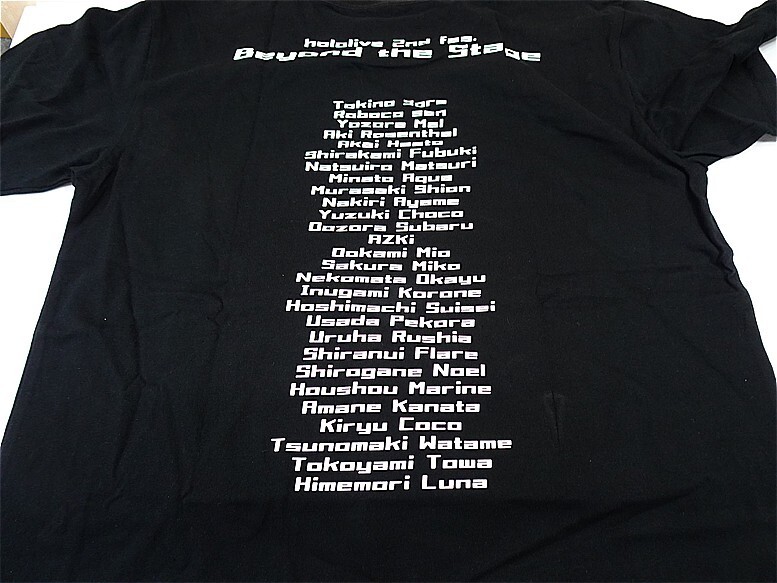 hololive 2nd fes.
Beyond the Stage
Tokino Sora
Roboco san
Yozora Mel
Aki Rosenthal
Akai Haato
Shirakami Fubuki
Natsuiro Matsuri
Minato Aqua
Murasaki Shion
Nakiri Ayame
Yuzuki Choco
Oozora Subaru
AZKi
Ookami Mio
Sakura Miko
Nekomata Okayu
Inugami Korone
Hoshimachi Suisei
Usada Pekora
Uruha Rushia
Shiranui Flare
Shirogane Noel
Houshou Marine
Amane Kanata
Kiryu Coco
Tsunomaki Watame
Tokoyami Towa
Himemori Luna